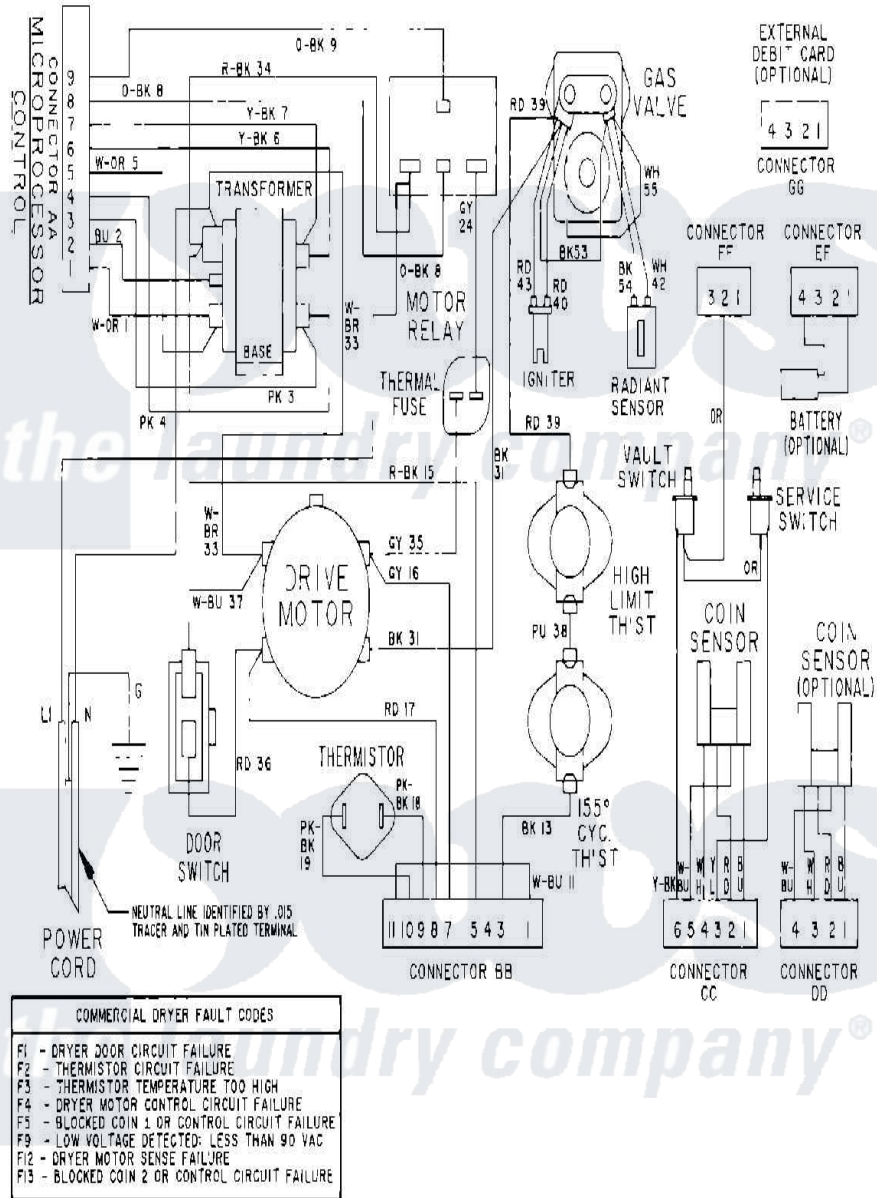 MICROPROCESSOR
CONTROL
CONNECTOR AA
9
8
7
6
5
4
3
2
1
O-BK 9
R-BK 34
O-BK 8
Y-BK 7
Y-BK 6
W-OR 5
BU 2
W-OR 1
TRANSFORMER
BASE
PK 3
PK 4
W-
BR
33
O-BK 8
GY
24
MOTOR
RELAY
THERMAL
FUSE
RD 39
GAS
VALVE
WH
55
BK53
RD
43
RD
40
BK
54
WH
42
IGNITER
RADIANT
SENSOR
EXTERNAL
DEBIT CARD
(OPTIONAL)
4 3 2 1
CONNECTOR
GG
CONNECTOR
FF
3 2 1
CONNECTOR
EF
4 3 2 1
BATTERY
(OPTIONAL)
OR
the laundry company®
RD 39
BK
31
R-BK 15
W-
BR
33
GY 35
GY 16
DRIVE
MOTOR
W-BU 37
BK 31
VAULT
SWITCH
SERVICE
SWITCH
OR
HIGH
LIMIT
TH'ST
PU 38
COIN
SENSOR
COIN
SENSOR
(OPTIONAL)
L1
N
G
RD 17
RD 36
THERMISTOR
PK-
BK 18
PK-
BK
19
BK 13
155°
CYC.
TH'ST
DOOR
SWITCH
W-BU 11
Y-BK
W-
BU
WH
YL
RD
BU
W-
BU
WH
RD
BU
NEUTRAL LINE IDENTIFIED BY .015
TRACER AND TIN PLATED TERMINAL
POWER
CORD
11 10 9 8 7 5 4 3 1
CONNECTOR BB
6 5 4 3 2 1
CONNECTOR
CC
4 3 2 1
CONNECTOR
DD
COMMERCIAL DRYER FAULT CODES
F1 - DRYER DOOR CIRCUIT FAILURE
F2 - THERMISTOR CIRCUIT FAILURE
F3 - THERMISTOR TEMPERATURE TOO HIGH
F4 - DRYER MOTOR CONTROL CIRCUIT FAILURE
F5 - BLOCKED COIN 1 OR CONTROL CIRCUIT FAILURE
F9 - LOW VOLTAGE DETECTED: LESS THAN 90 VAC
F12 - DRYER MOTOR SENSE FAILURE
F13 - BLOCKED COIN 2 OR CONTROL CIRCUIT FAILURE
the laundry company®